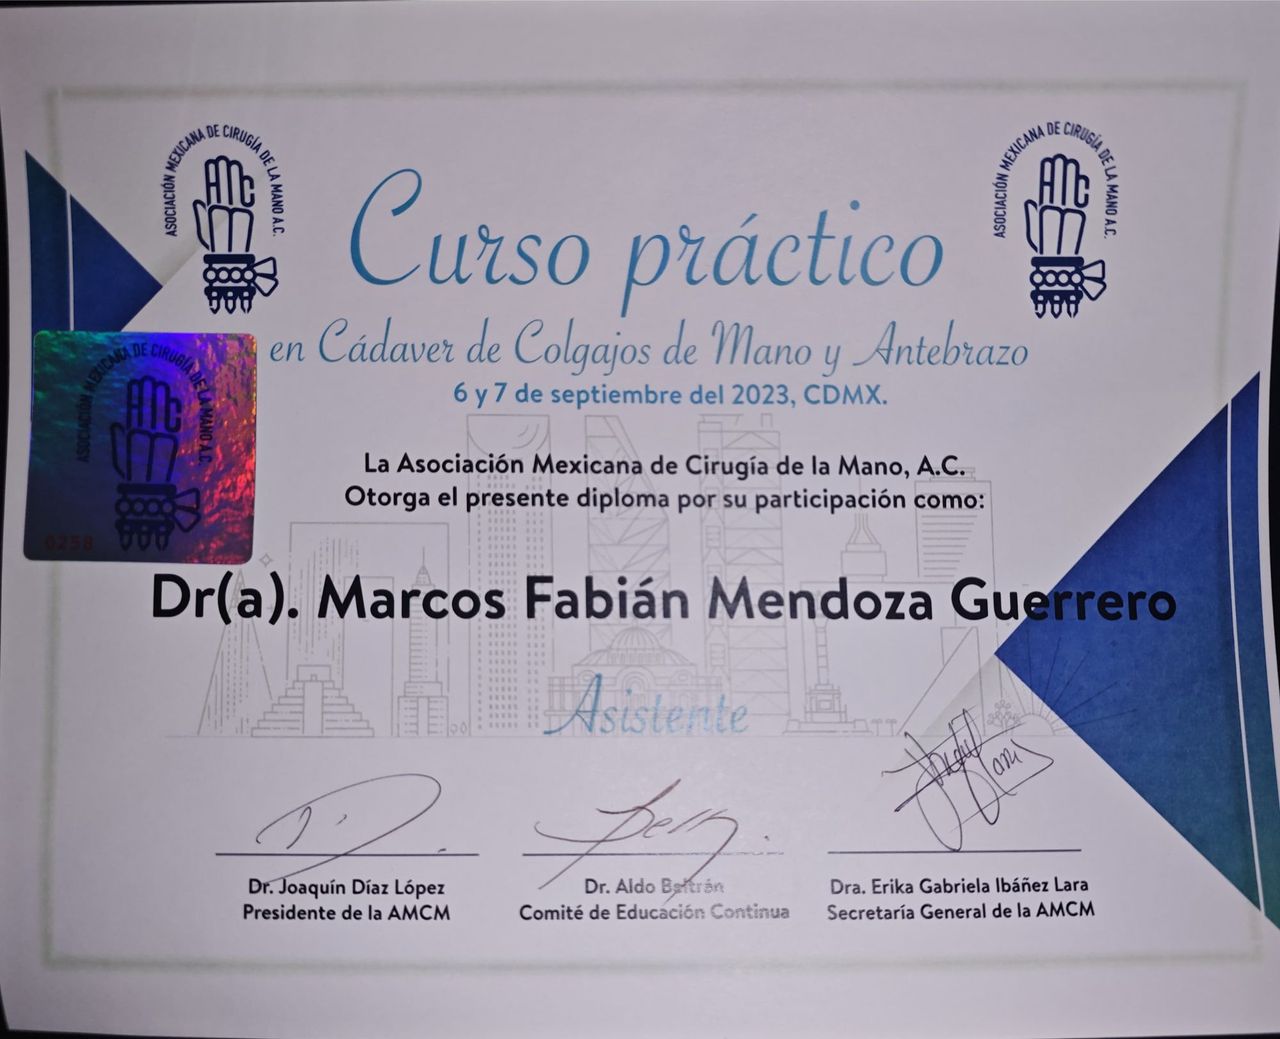 ASOCIACIÓN MEXICANA DE CIRUGÍA DE LA MANO A.C.
AMC
ASOCIACIÓN MEXICANA DE CIRUGÍA DE LA MANO A.C.
AMC
Curso práctico
en Cádaver de Colgajos de Mano y Antebrazo
6 y 7 de septiembre del 2023, CDMX.
ASOCIACIÓN MEXICANA DE CIRUGÍA DE LA MANO A.C.
AMC
0258
La Asociación Mexicana de Cirugía de la Mano, A.C.
Otorga el presente diploma por su participación como:
Dr(a). Marcos Fabián Mendoza Guerrero
Asistente
Dr. Joaquín Díaz López
Presidente de la AMCM
Dr. Aldo Beltrán
Comité de Educación Continua
Dra. Erika Gabriela Ibáñez Lara
Secretaría General de la AMCM